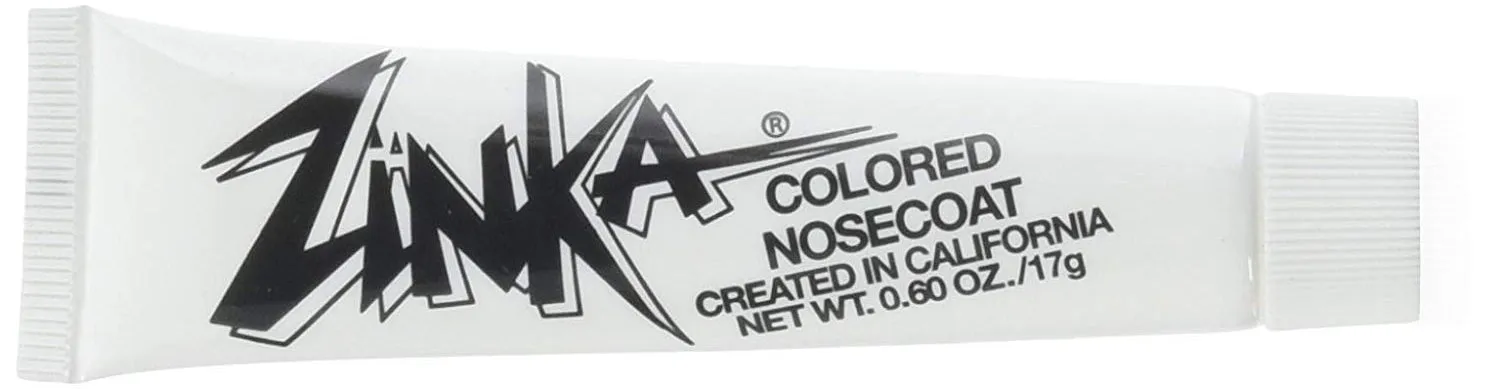 ZINKA®
COLORED
NOSECOAT
CREATED IN CALIFORNIA
NET WT. 0.60 OZ./17g